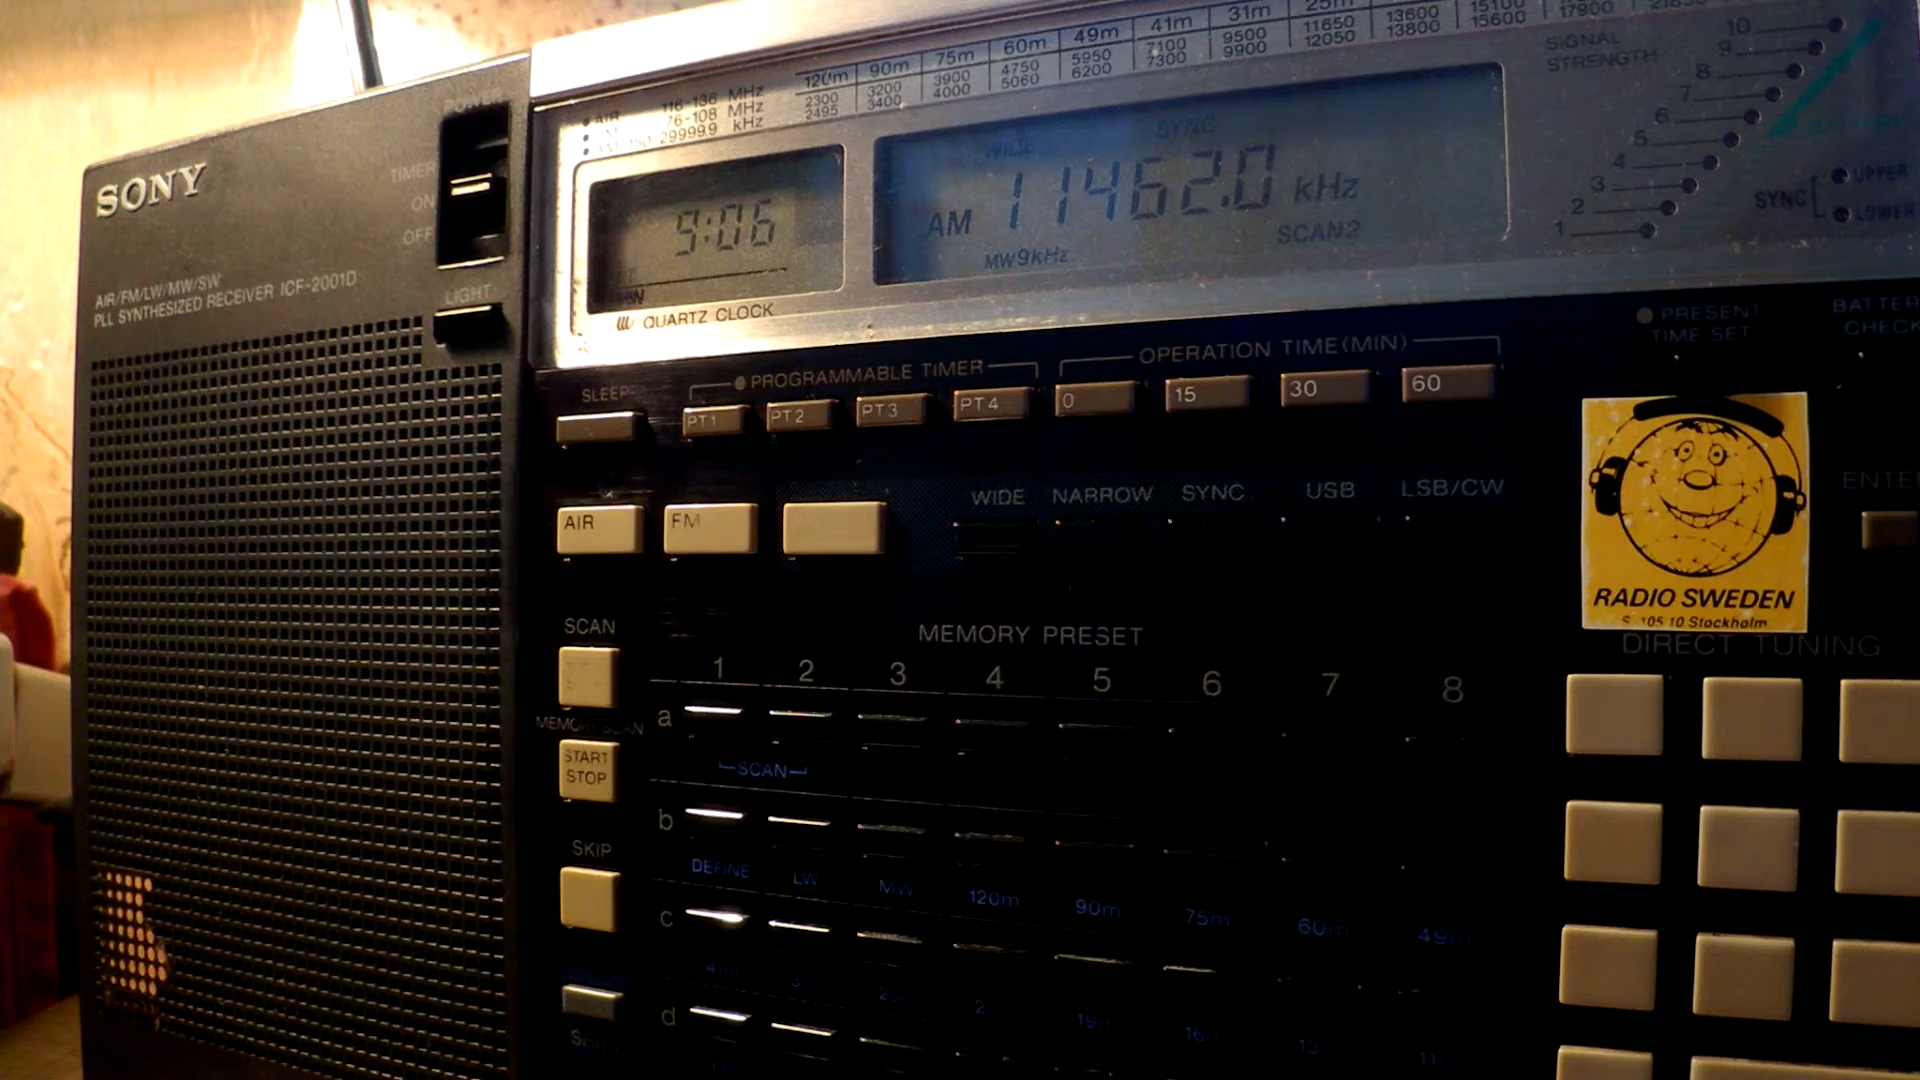 SONY
AIR/FM/LW/MW/SW
PLL SYNTHESIZED RECEIVER ICF-2001D
TIMER
ON
OFF
LIGHT
AIR 116-136 MHz
76-108 MHz
29999.9 kHz
120m 90m 75m 60m 49m 41m 31m 25m
2300 3200 3900 4750 5950 7100 9500 11650 13600 15100
2495 3400 4000 5060 6200 7300 9900 12050 13800 15600 17900
SIGNAL
STRENGTH
10
9
8
7
6
5
4
3
2
1
SYNC
UPPER
LOWER
9:06
QUARTZ CLOCK
WIDE SYNC
AM 11462.0 kHz
MW9kHz SCAN2
PRESENT
TIME SET
CHECK
SLEEP
PROGRAMMABLE TIMER
OPERATION TIME(MIN)
PT1 PT2 PT3 PT4 0 15 30 60
AIR FM
WIDE NARROW SYNC USB LSB/CW
RADIO SWEDEN
S-105 10 Stockholm
DIRECT TUNING
SCAN
MEMORY PRESET
1 2 3 4 5 6 7 8
a
MEMORY SCAN
START
STOP
SCAN
b
SKIP
DEFINE LW MW 120m 90m 75m 60m 49m
c
d
19m 16m